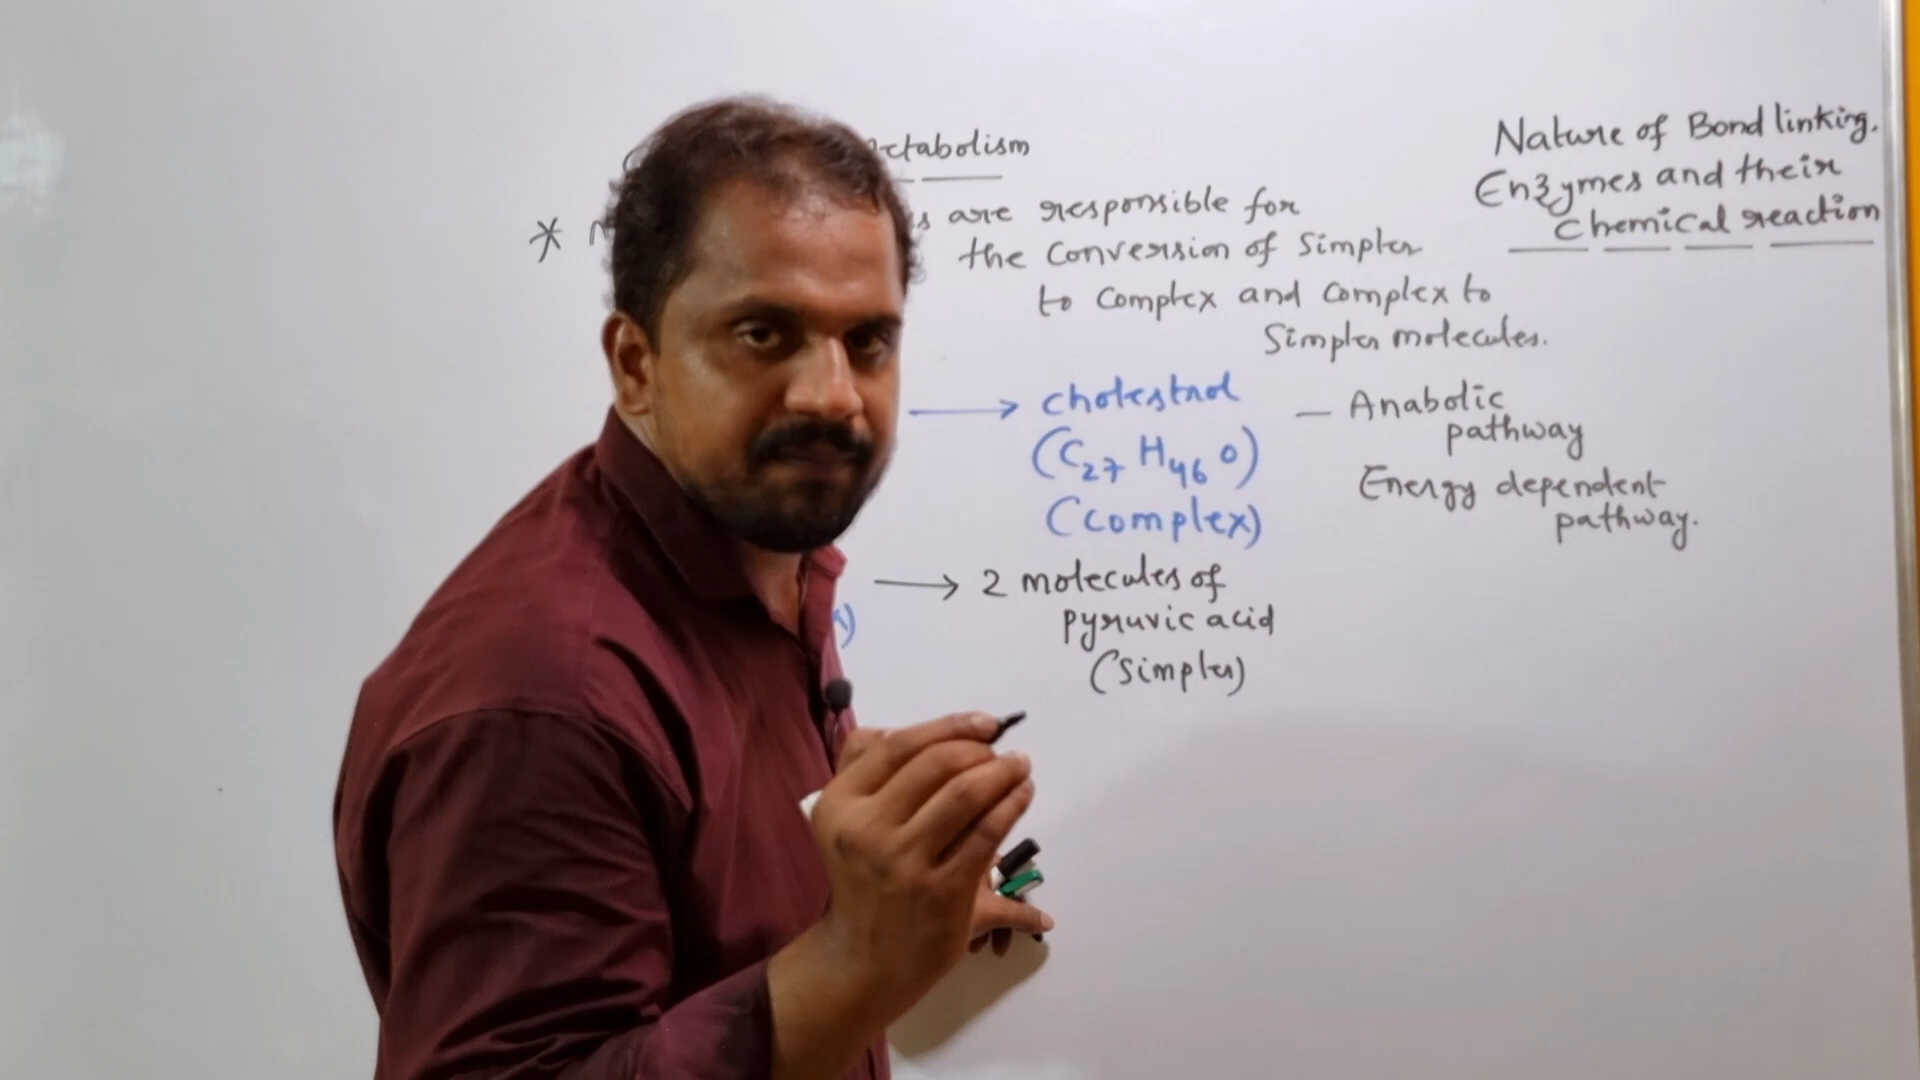 Nature of Bond linking.
Enzymes and their
Chemical reaction
are responsible for
the Conversion of Simpler
to Complex and Complex to
Simpler molecules.
→ cholestrol
(C27 H46 O)
(Complex)
— Anabolic
pathway
Energy dependent
pathway.
→ 2 molecules of
pyruvic acid
(Simpler)